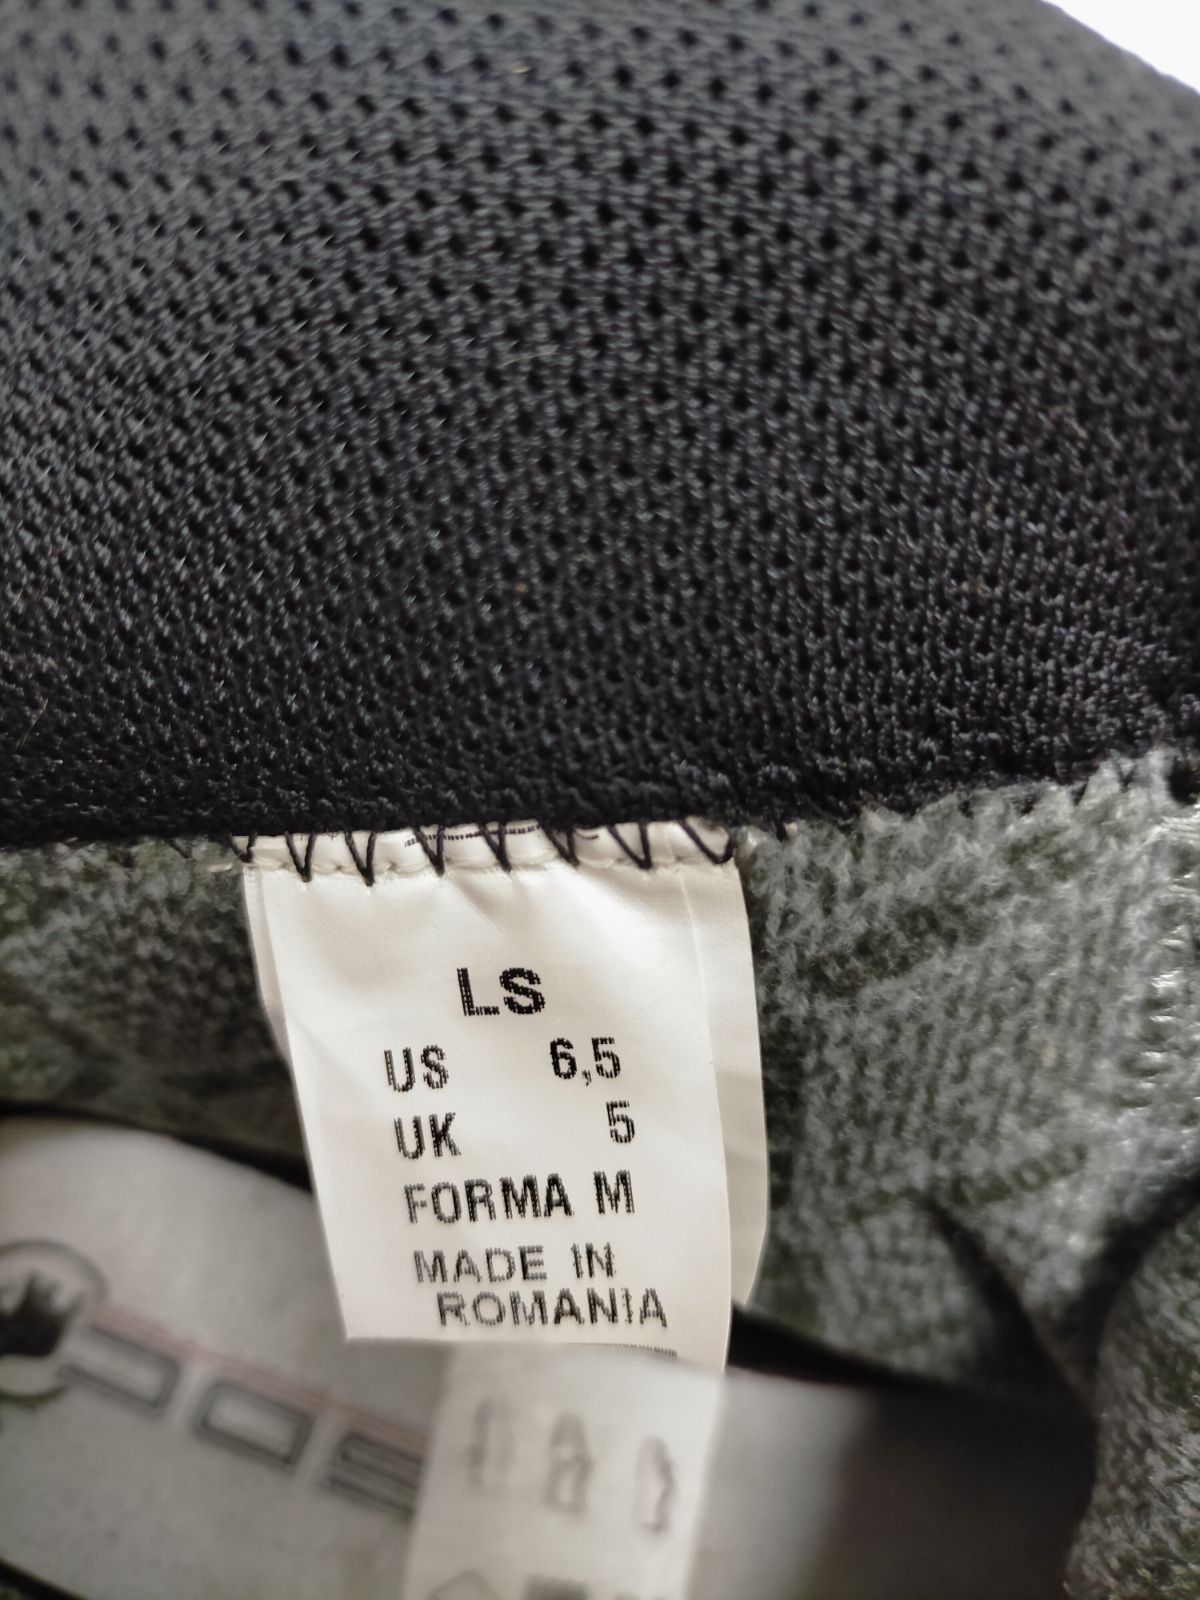 LS
US 6,5
UK 5
FORMA M
MADE IN
ROMANIA